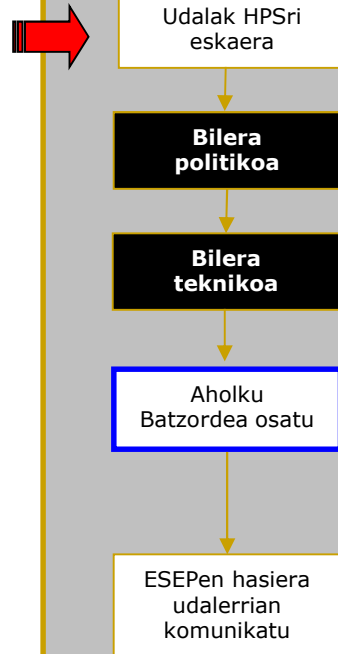 Udalak HPSri
eskaera
Bilera
politikoa
Bilera
teknikoa
Aholku
Batzordea osatu
ESEPen hasiera
udalerrian
komunikatu